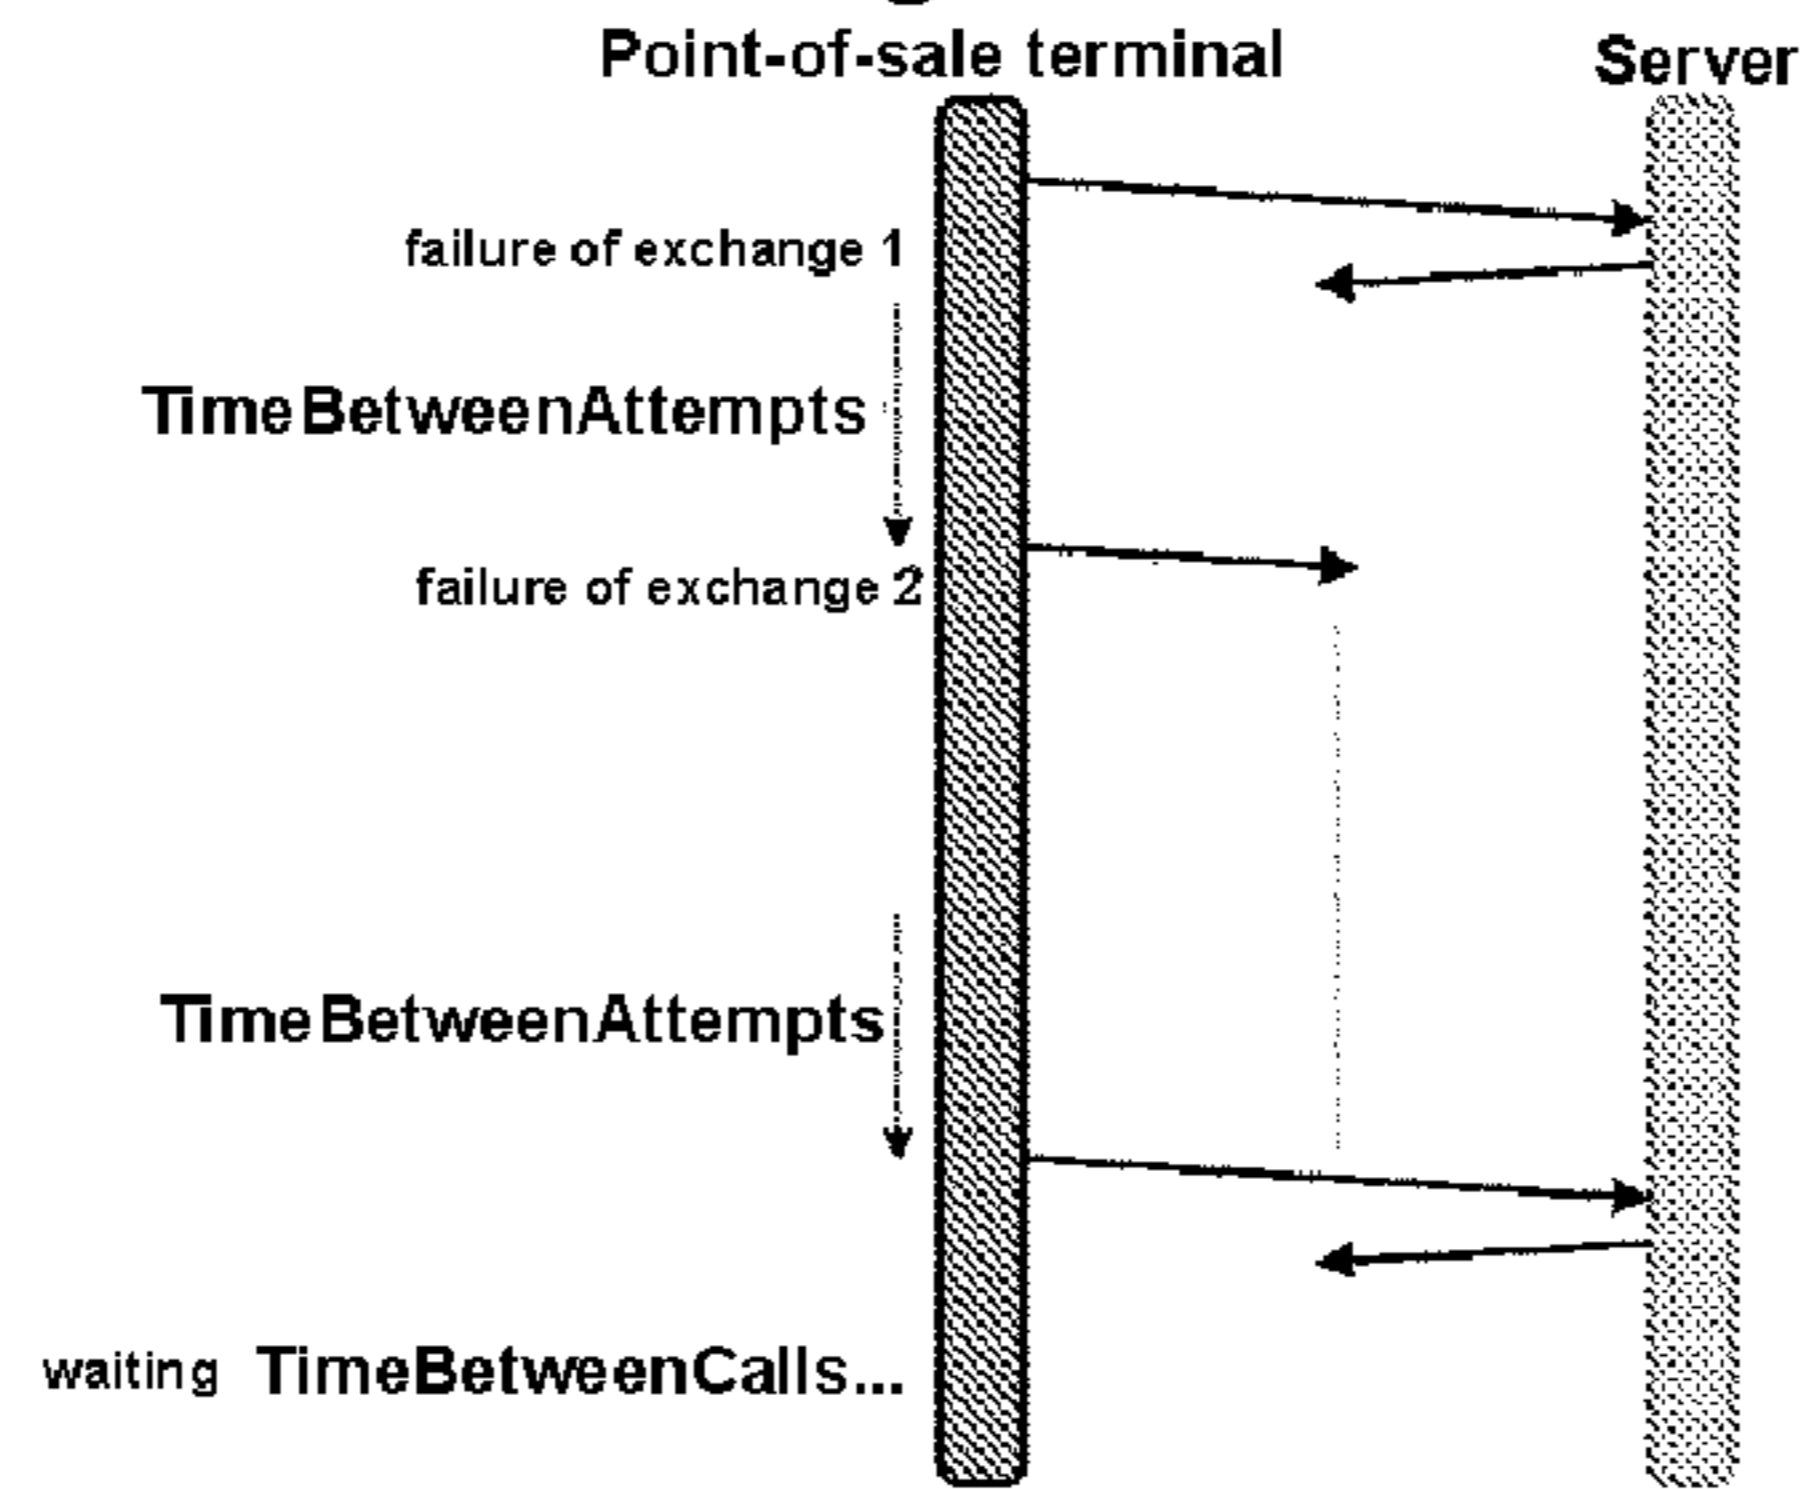 Point-of-sale terminal
Server
failure of exchange 1
TimeBetweenAttempts
failure of exchange 2
TimeBetweenAttempts
waiting TimeBetweenCalls...